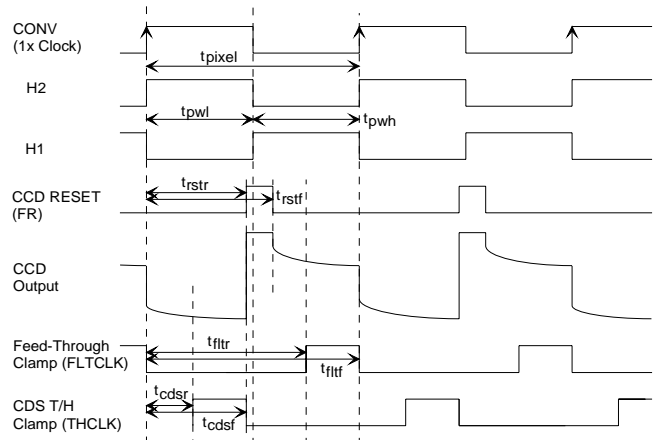 CONV
(1x Clock)
tpixel
H2
tpwl
tpwh
H1
trstr
CCD RESET
(FR)
trstf
CCD
Output
Feed-Through
Clamp (FLTCLK)
tfltr
tfltf
CDS T/H
Clamp (THCLK)
tcdsr
tcdsf